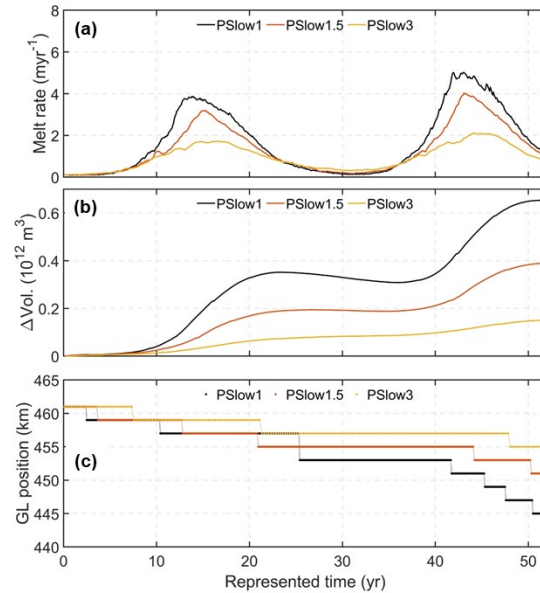 (a) PSlow1 PSlow1.5 PSlow3
8
6
4
2
0
Melt rate (myr-1)
(b) PSlow1 PSlow1.5 PSlow3
0.6
0.4
0.2
0
ΔVol. (10^12 m^3)
465 PSlow1 PSlow1.5 PSlow3
460
455
450
445
440
GL position (km)
(c)
0 10 20 30 40 50
Represented time (yr)